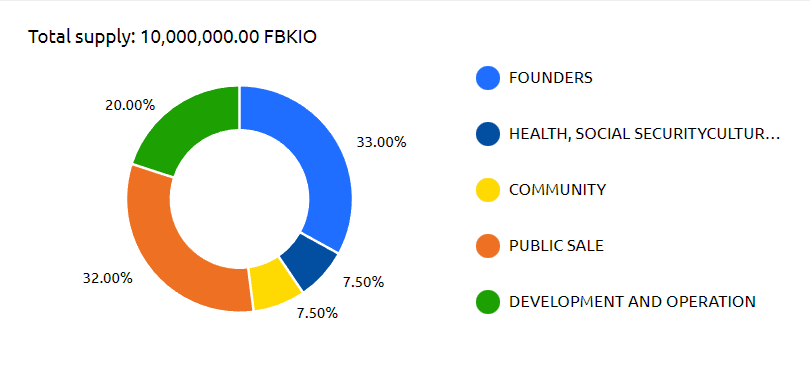 Total supply: 10,000,000.00 FBKIO
20.00%
33.00%
32.00%
7.50%
7.50%
FOUNDERS
HEALTH, SOCIAL SECURITYCULTUR...
COMMUNITY
PUBLIC SALE
DEVELOPMENT AND OPERATION